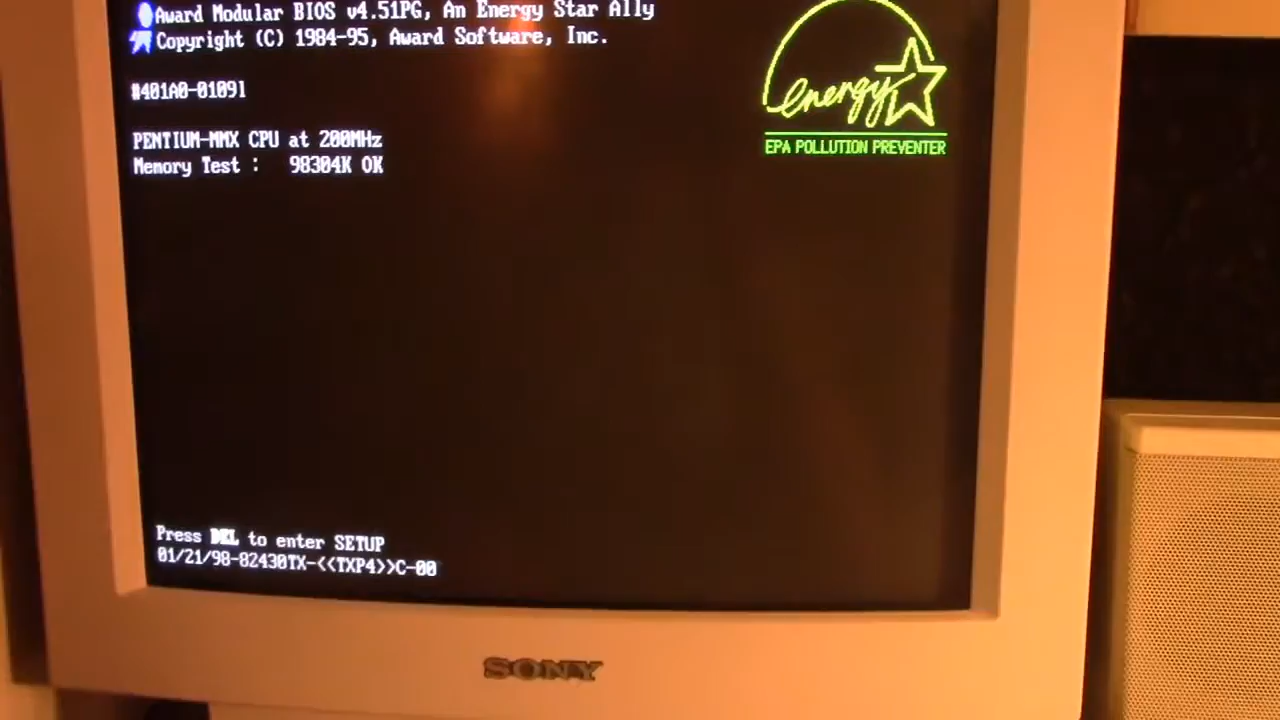 Award Modular BIOS v4.51PG, An Energy Star Ally
Copyright (C) 1984-95, Award Software, Inc.
#401A0-0109l
PENTIUM-MMX CPU at 200MHz
Memory Test :   98304K OK
energy
EPA POLLUTION PREVENTER
Press DEL to enter SETUP
01/21/98-82430TX-<<TXP4>>C-00
SONY